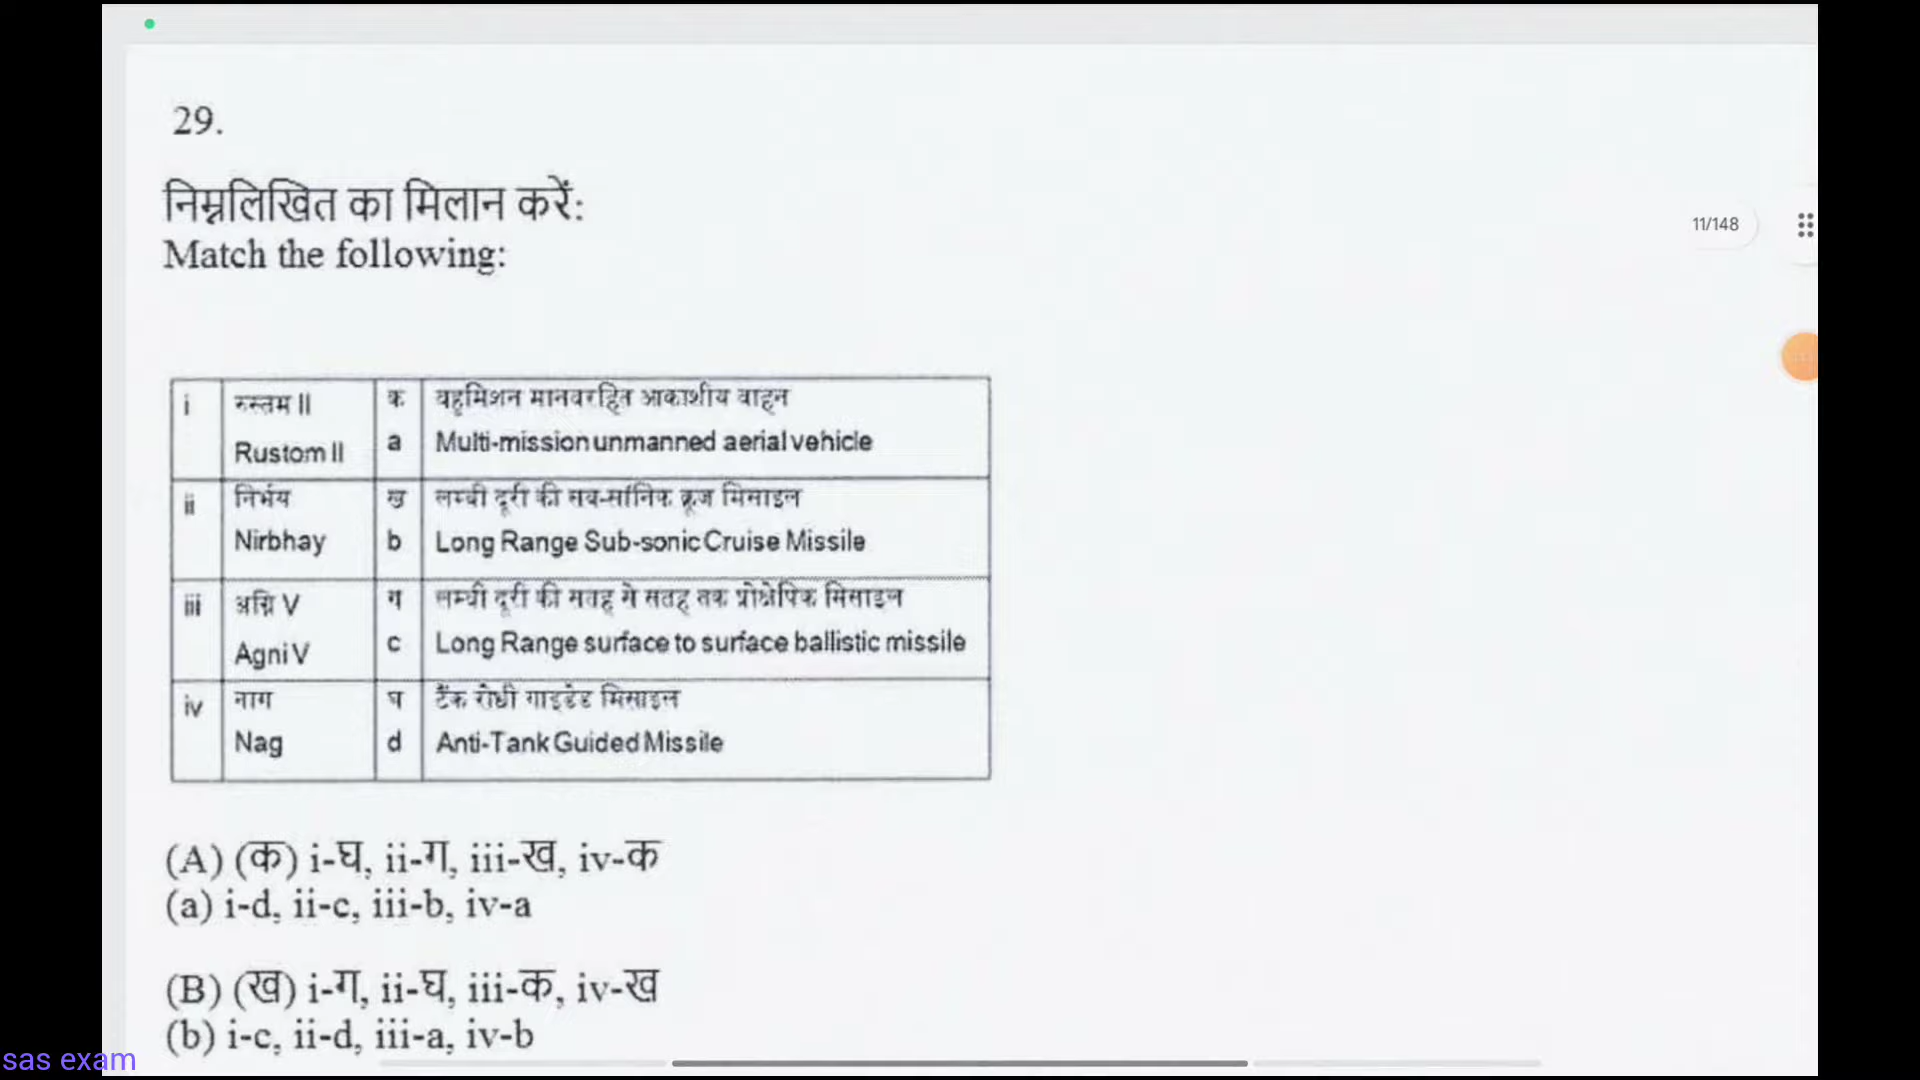 29.
11/148
निम्नलिखित का मिलान करें:
Match the following:
i रुस्तम II क बहुमिशन मानवरहित आकाशीय वाहन
Rustom II a Multi-mission unmanned aerial vehicle
ii निर्भय ख लम्बी दूरी की सब-सॉनिक क्रूज मिसाइल
Nirbhay b Long Range Sub-sonic Cruise Missile
iii अग्नि V ग लम्बी दूरी की सतह से सतह तक प्रोक्षेपिक मिसाइल
Agni V c Long Range surface to surface ballistic missile
iv नाग घ टैंक रोधी गाइडेड मिसाइल
Nag d Anti-Tank Guided Missile
(A) (क) i-घ, ii-ग, iii-ख, iv-क
(a) i-d, ii-c, iii-b, iv-a
(B) (ख) i-ग, ii-घ, iii-क, iv-ख
(b) i-c, ii-d, iii-a, iv-b
sas exam